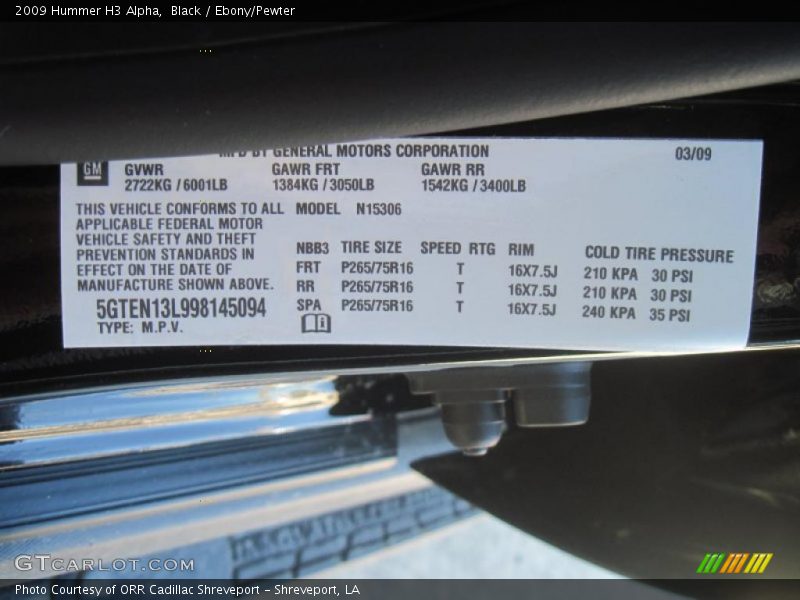 2009 Hummer H3 Alpha, Black / Ebony/Pewter
MFD BY GENERAL MOTORS CORPORATION 03/09
GM GVWR GAWR FRT GAWR RR
2722KG / 6001LB 1384KG / 3050LB 1542KG / 3400LB
THIS VEHICLE CONFORMS TO ALL MODEL N15306
APPLICABLE FEDERAL MOTOR
VEHICLE SAFETY AND THEFT
PREVENTION STANDARDS IN
EFFECT ON THE DATE OF
MANUFACTURE SHOWN ABOVE.
5GTEN13L998145094
TYPE: M.P.V.
NBB3 TIRE SIZE SPEED RTG RIM COLD TIRE PRESSURE
FRT P265/75R16 T 16X7.5J 210 KPA 30 PSI
RR P265/75R16 T 16X7.5J 210 KPA 30 PSI
SPA P265/75R16 T 16X7.5J 240 KPA 35 PSI
GTCARLOT.COM
Photo Courtesy of ORR Cadillac Shreveport - Shreveport, LA